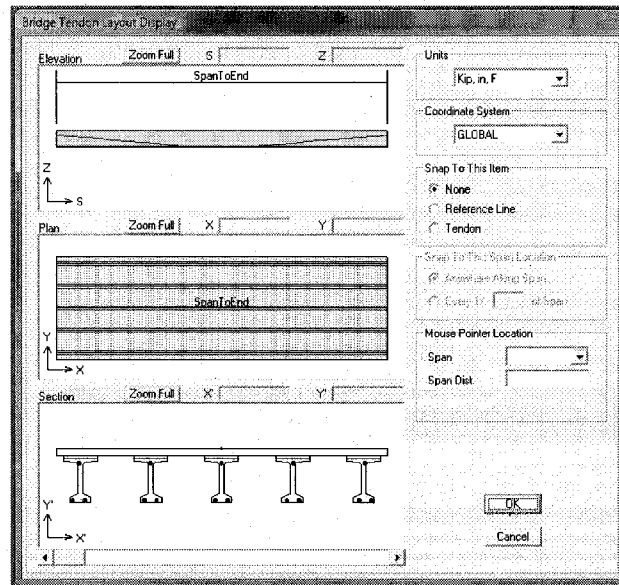 Bridge Tendon Layout Display
Elevation Zoom Full S Z
SpanToEnd
Z
S
Plan Zoom Full X Y
SpanToEnd
Y
X
Section Zoom Full X' Y'
Y'
X'
Units
Kip, in, F
Coordinate System
GLOBAL
Snap To This Item
None
Reference Line
Tendon
Snap To This Span Location
Anywhere Along Span
Every 1/ of Span
Mouse Pointer Location
Span
Span Dist.
OK
Cancel